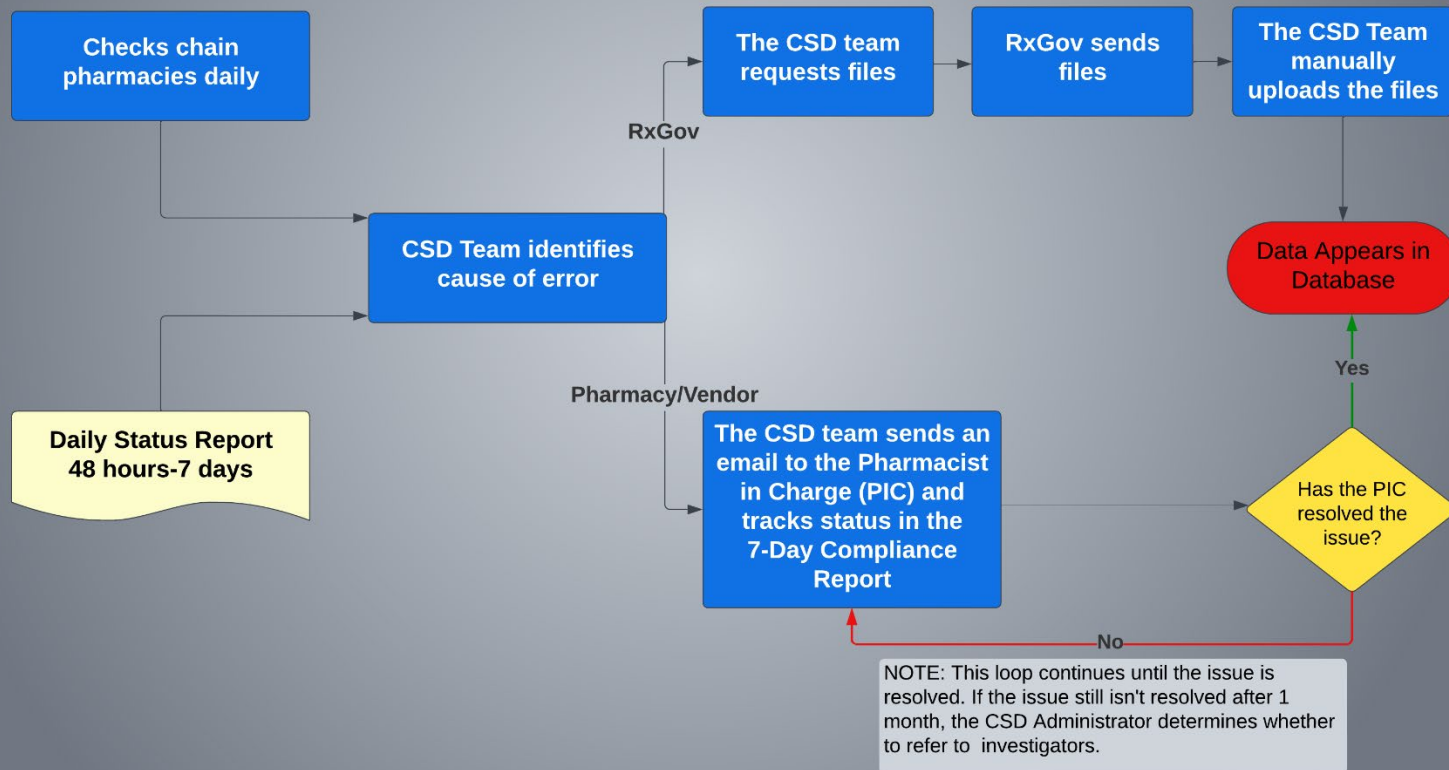 Checks chain
pharmacies daily
The CSD team
requests files
RxGov sends
files
The CSD Team
manually
uploads the files
RxGov
CSD Team identifies
cause of error
Data Appears in
Database
Yes
Pharmacy/Vendor
Daily Status Report
48 hours-7 days
The CSD team sends an
email to the Pharmacist
in Charge (PIC) and
tracks status in the
7-Day Compliance
Report
Has the PIC
resolved the
issue?
No
NOTE: This loop continues until the issue is
resolved. If the issue still isn't resolved after 1
month, the CSD Administrator determines whether
to refer to  investigators.